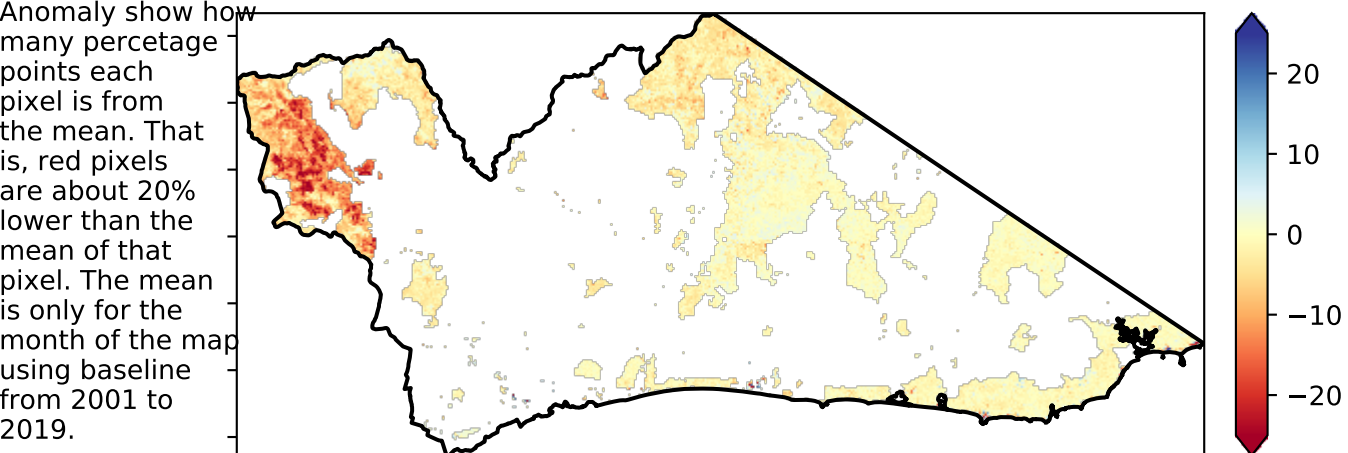 Anomaly show how
many percetage
points each
pixel is from
the mean. That
is, red pixels
are about 20%
lower than the
mean of that
pixel. The mean
is only for the
month of the map
using baseline
from 2001 to
2019.
20
10
0
−10
−20